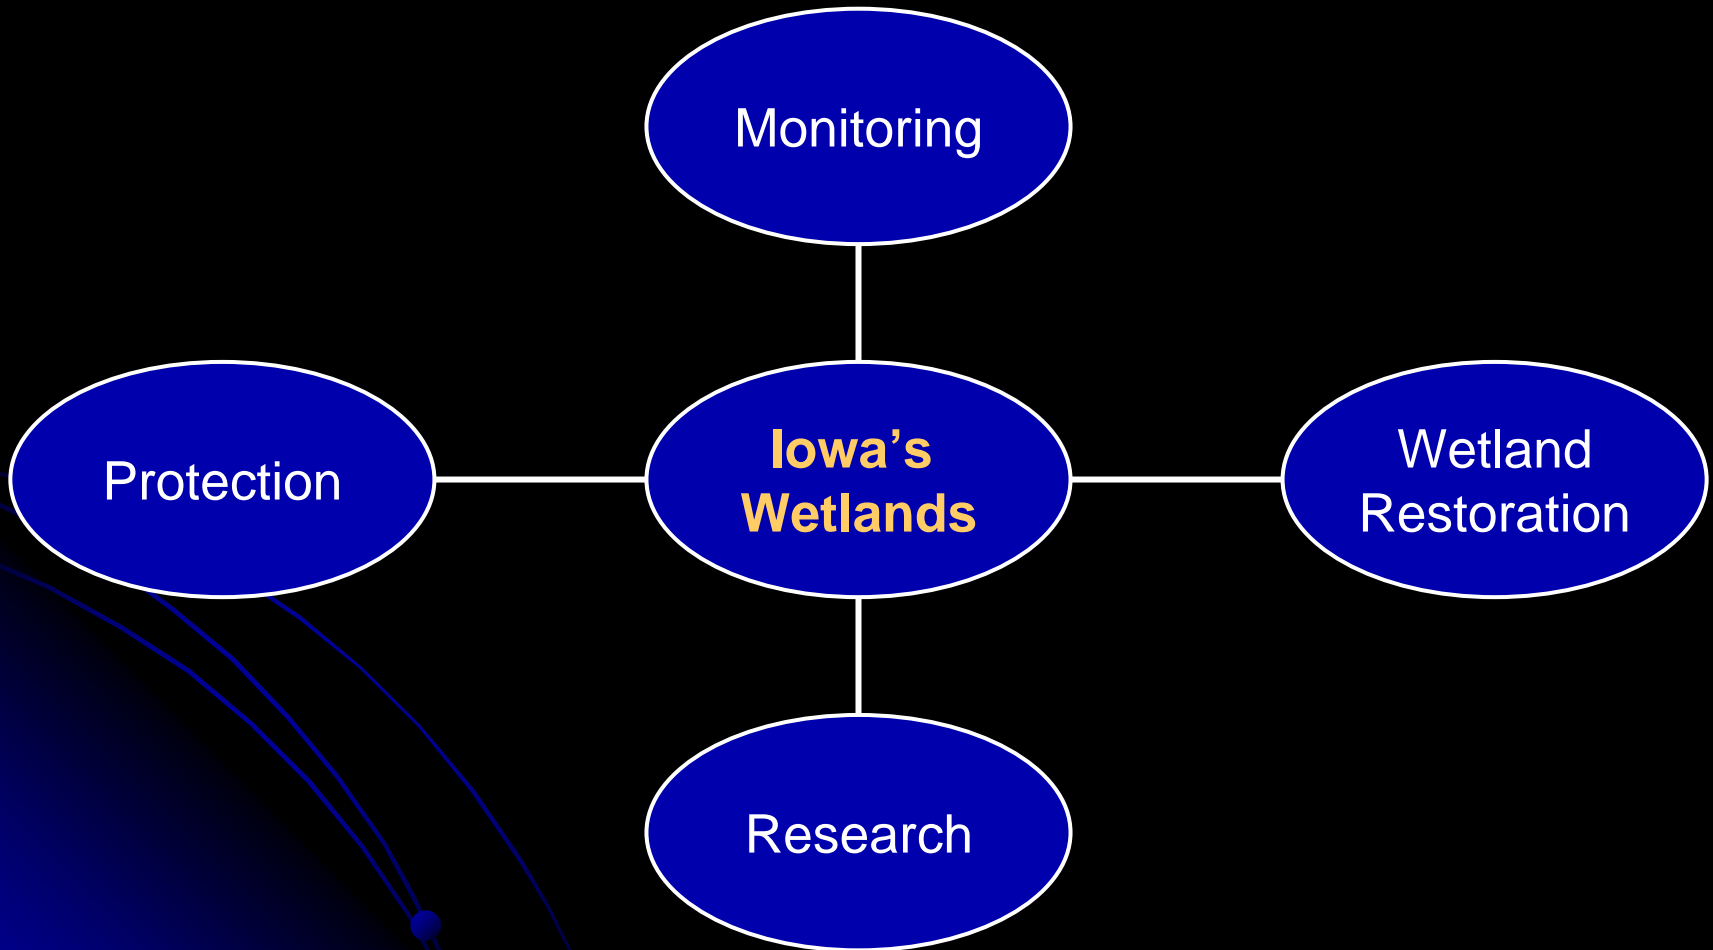 Monitoring
Protection
Iowa’s
Wetlands
Wetland
Restoration
Research